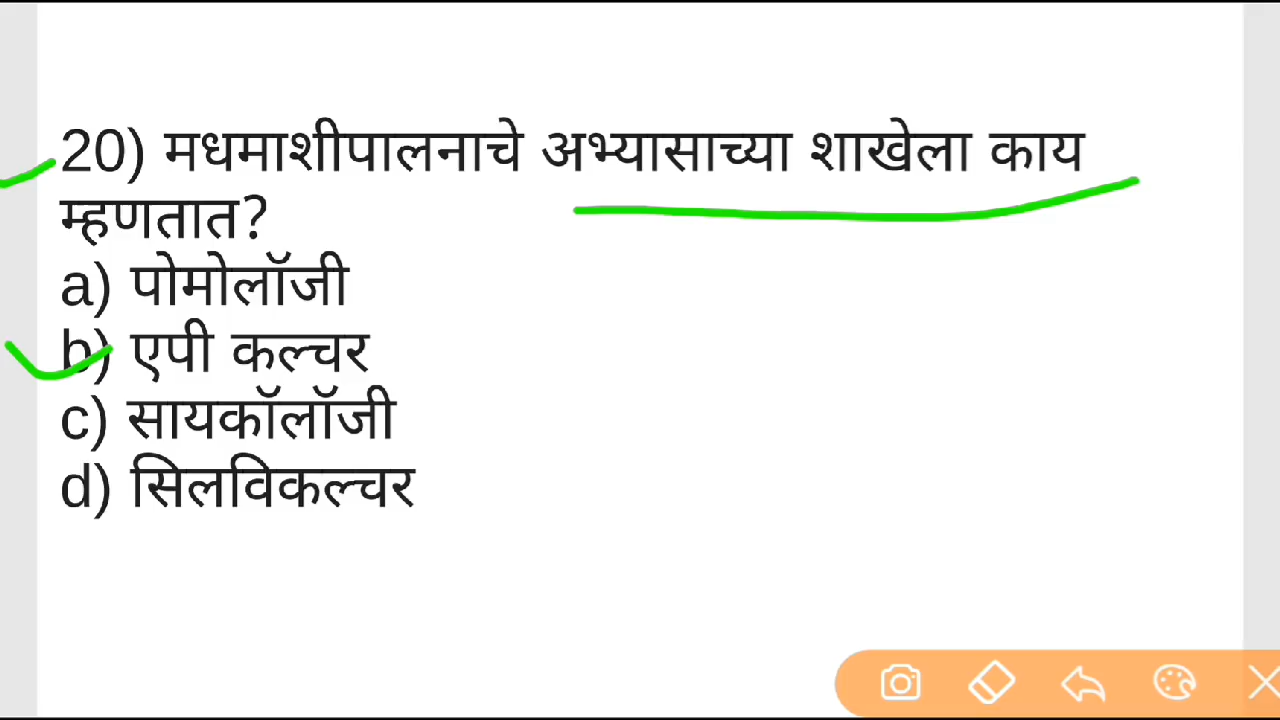 20) मधमाशीपालनाचे अभ्यासाच्या शाखेला काय
म्हणतात?
a) पोमोलॉजी
b) एपी कल्चर
c) सायकॉलॉजी
d) सिलविकल्चर